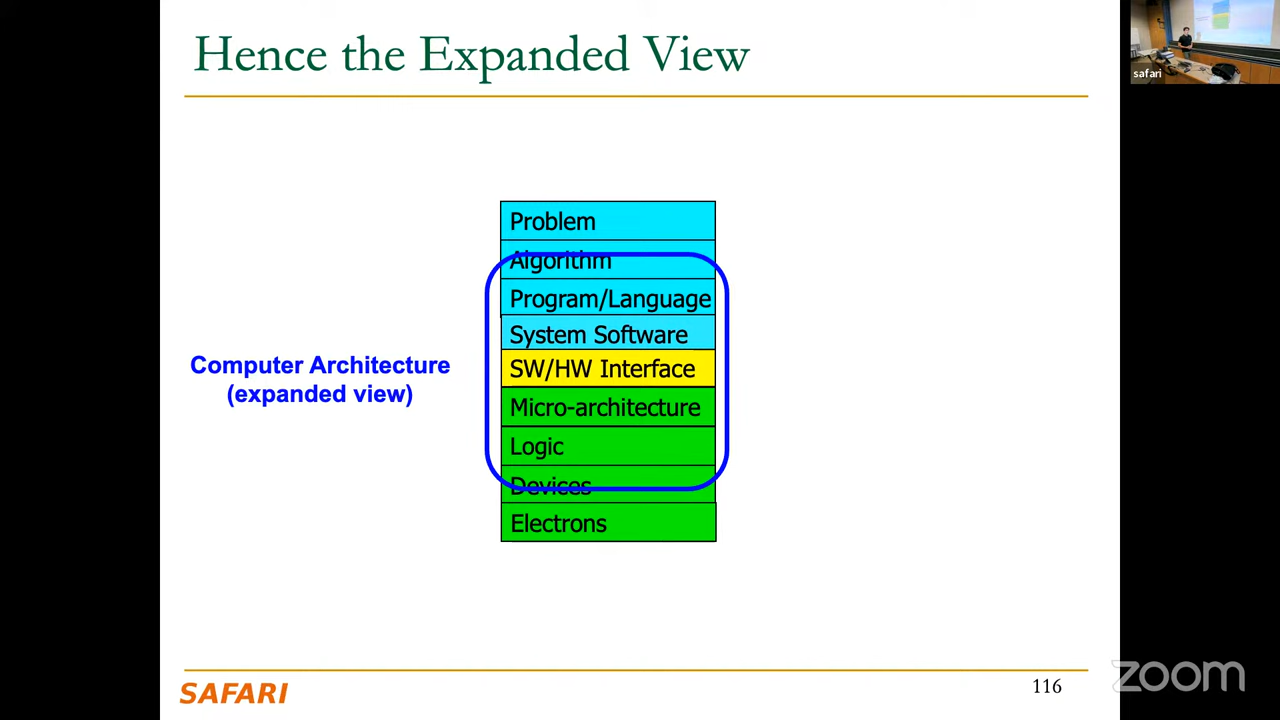 Hence the Expanded View
safari
Problem
Algorithm
Program/Language
System Software
SW/HW Interface
Micro-architecture
Logic
Devices
Electrons
Computer Architecture
(expanded view)
SAFARI
116
zoom